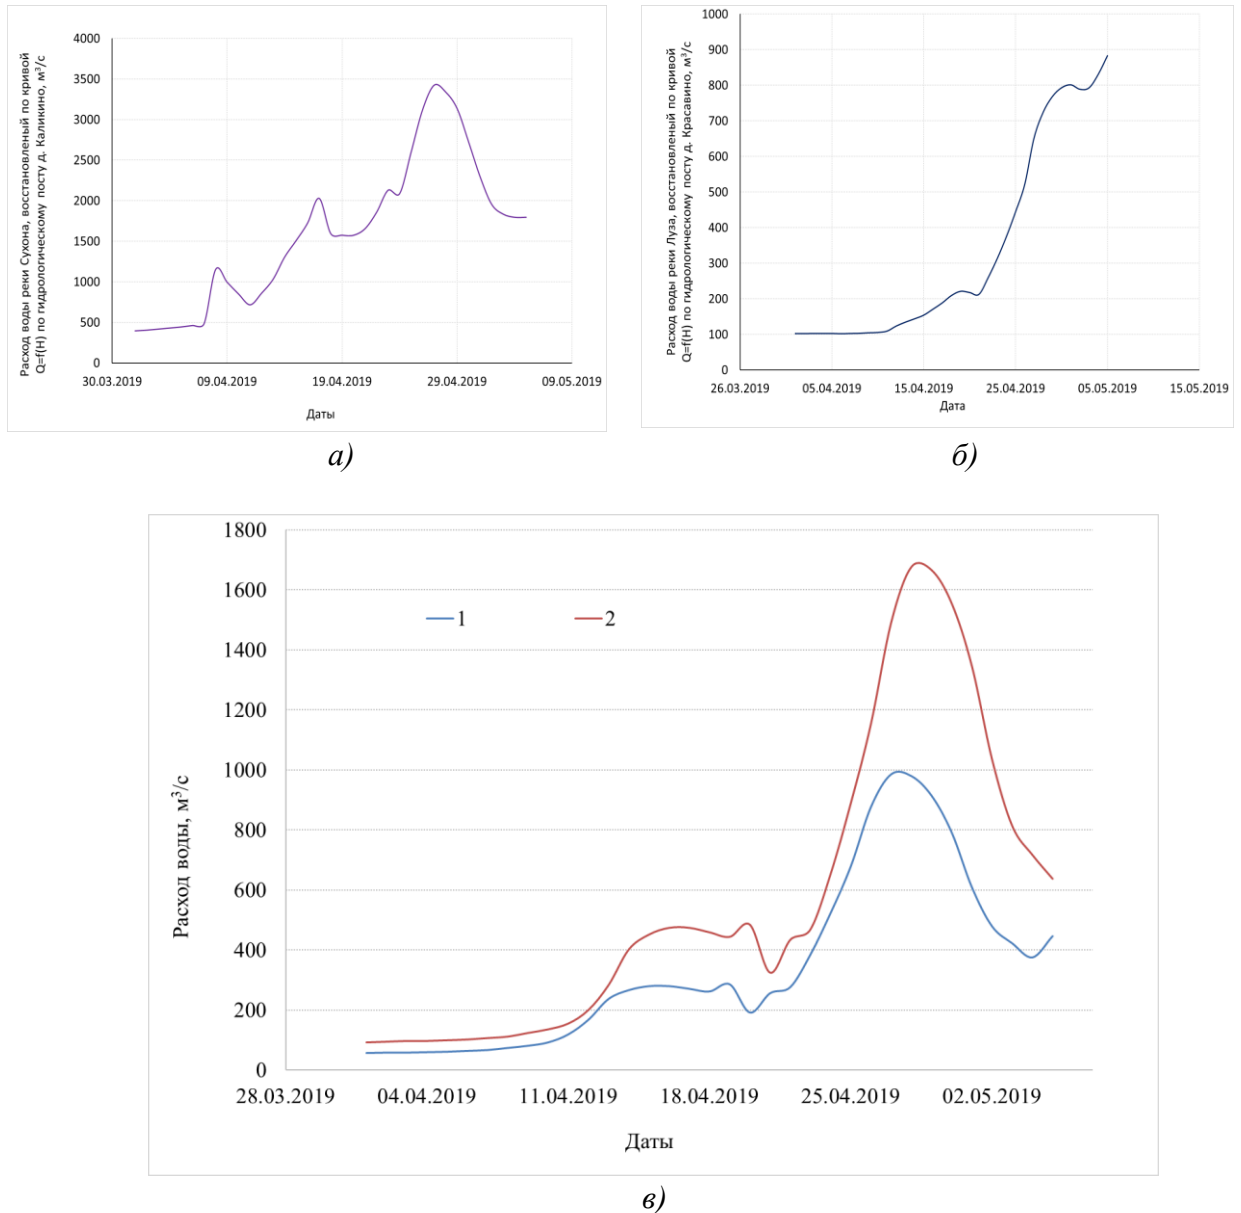 Расход воды реки Сухона, восстановленый по кривой
Q=f(H) по гидрологическому посту д. Каликино, м³/с
4000
3500
3000
2500
2000
1500
1000
500
0
30.03.2019 09.04.2019 19.04.2019 29.04.2019 09.05.2019
Даты
а)
Расход воды реки Луза, восстановленый по кривой
Q=f(H) по гидрологическому посту д. Красавино, м³/с
1000
900
800
700
600
500
400
300
200
100
0
26.03.2019 05.04.2019 15.04.2019 25.04.2019 05.05.2019 15.05.2019
Дата
б)
Расход воды, м³/с
1800
1600
1400
1200
1000
800
600
400
200
0
1 2
28.03.2019 04.04.2019 11.04.2019 18.04.2019 25.04.2019 02.05.2019
Даты
в)